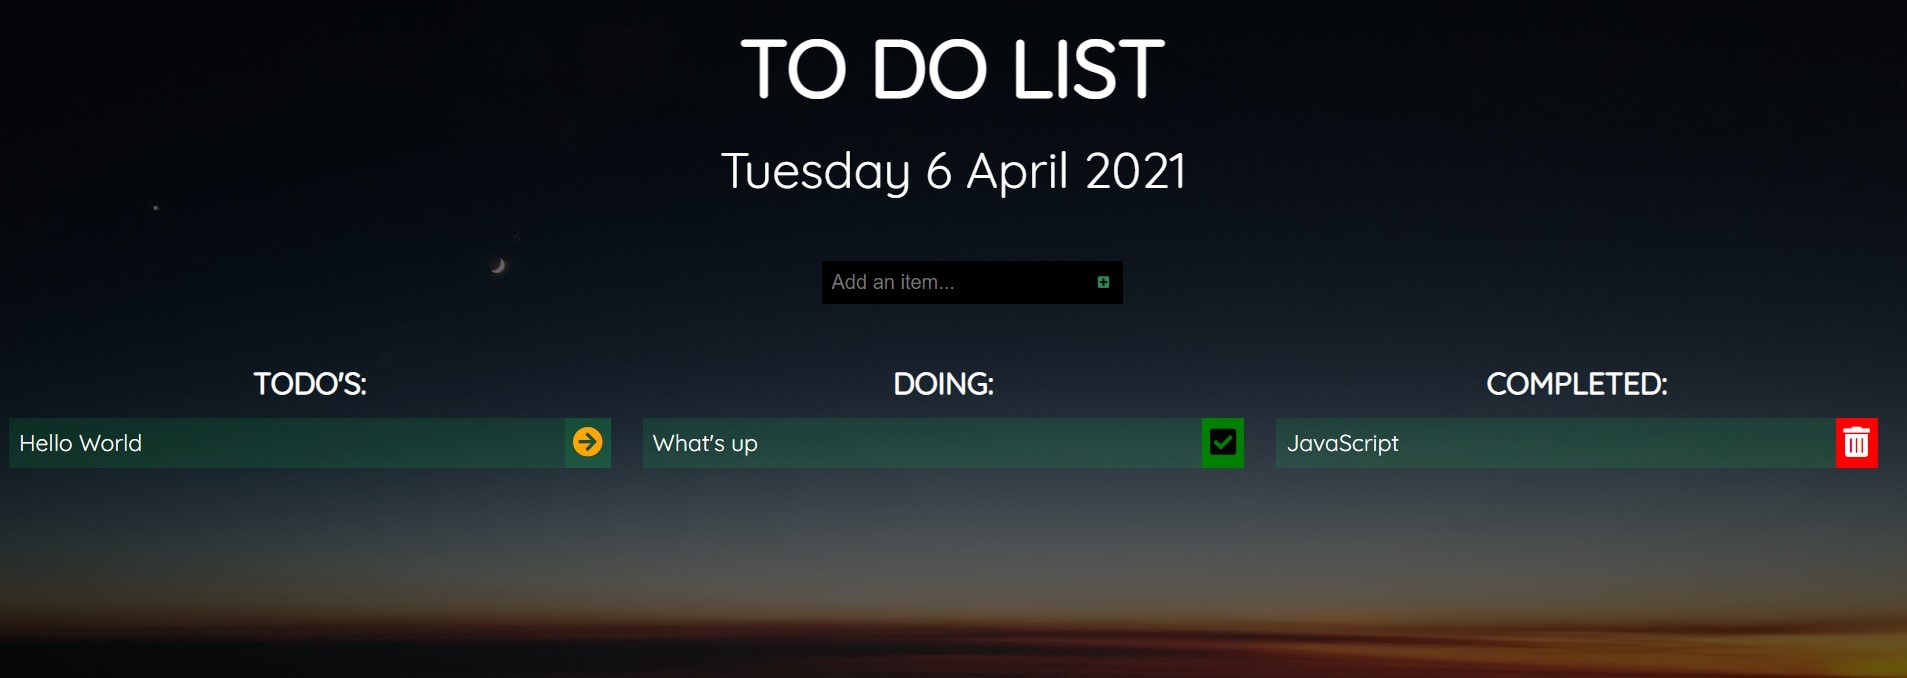 TO DO LIST
Tuesday 6 April 2021
Add an item...
TODO'S:
Hello World
DOING:
What's up
COMPLETED:
JavaScript